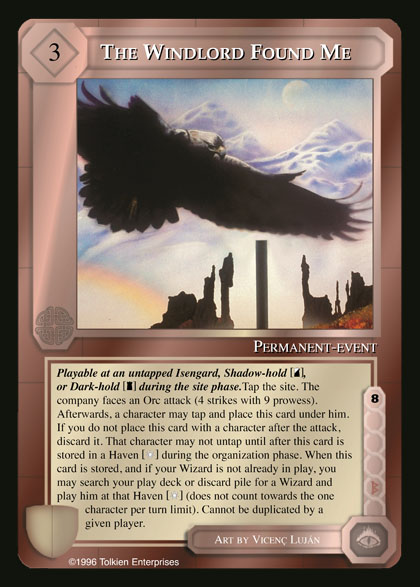 3
The Windlord Found Me
Permanent-event
Playable at an untapped Isengard, Shadow-hold [],
or Dark-hold [] during the site phase. Tap the site. The
company faces an Orc attack (4 strikes with 9 prowess).
Afterwards, a character may tap and place this card under him.
If you do not place this card with a character after the attack,
discard it. That character may not untap until after this card is
stored in a Haven [] during the organization phase. When this
card is stored, and if your Wizard is not already in play, you
may search your play deck or discard pile for a Wizard and
play him at that Haven [] (does not count towards the one
character per turn limit). Cannot be duplicated by a
given player.
8
Art by Vicenç Luján
©1996 Tolkien Enterprises